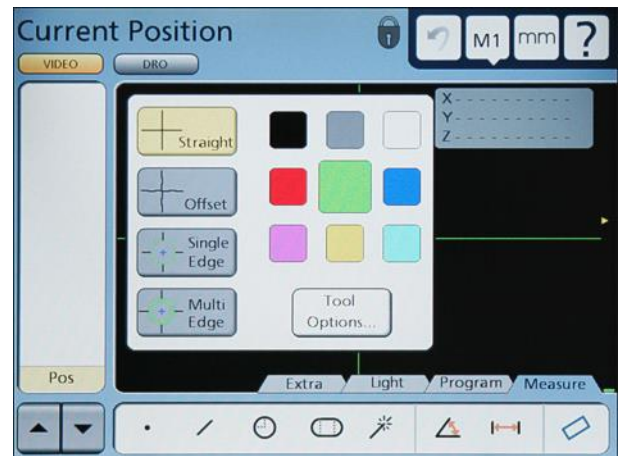 Current Position
M1
mm
?
VIDEO
DRO
X - - - - - - - - - - -
Y - - - - - - - - - - -
Z - - - - - - - - - - -
Straight
Offset
Single
Edge
Multi
Edge
Tool
Options...
Pos
Extra
Light
Program
Measure